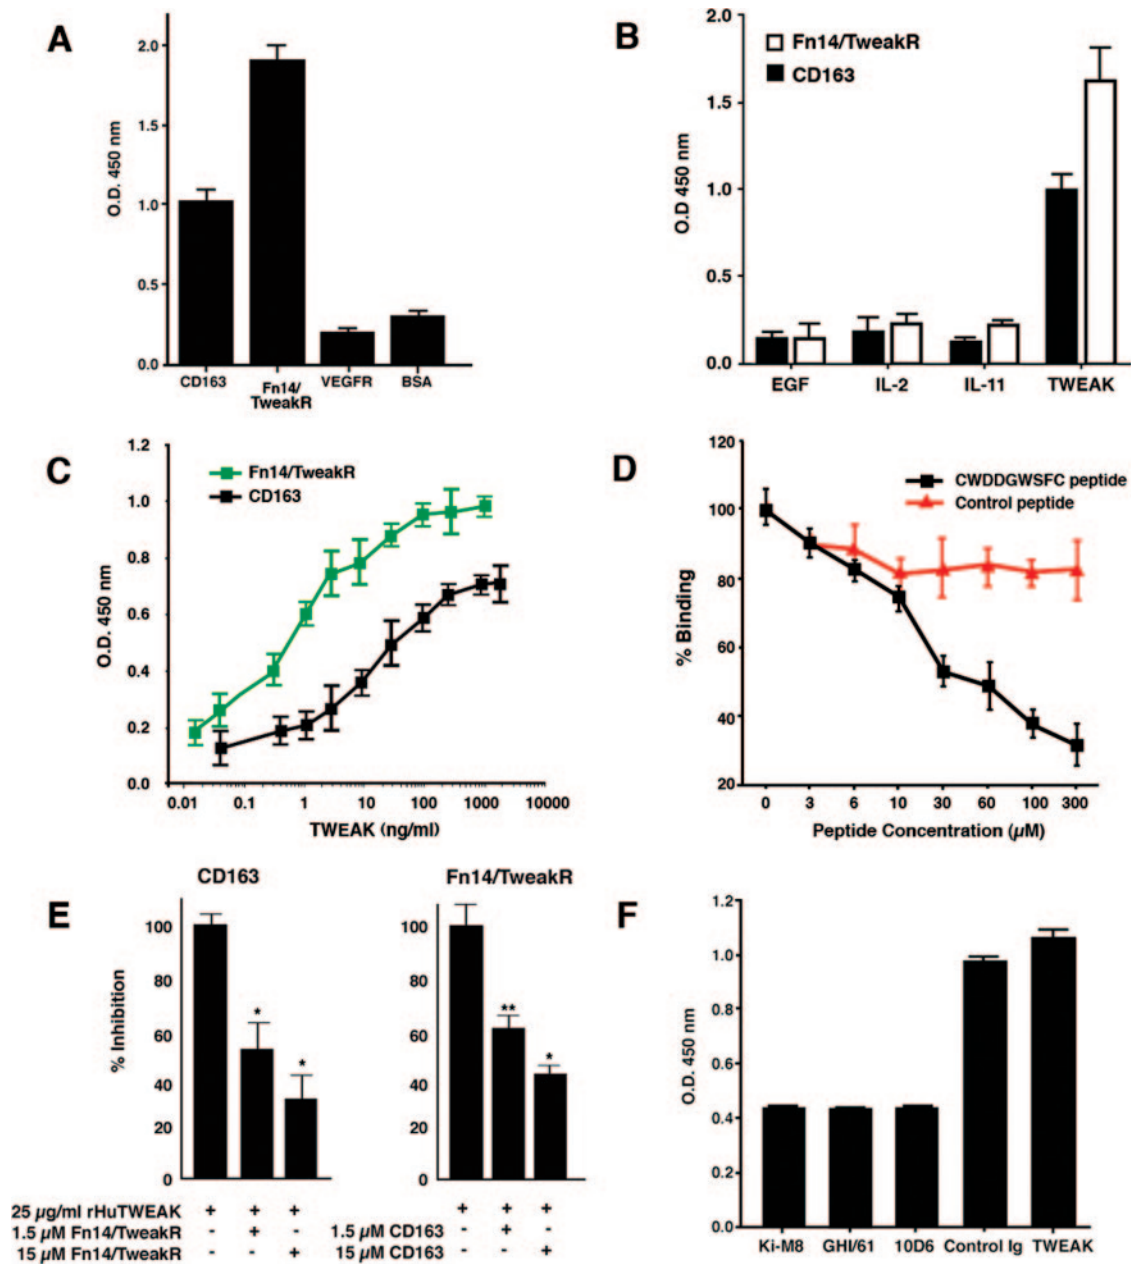 A
O.D. 450 nm
2.0
1.5
1.0
0.5
0.0
CD163
Fn14/
TweakR
VEGFR
BSA
B
Fn14/TweakR
CD163
O.D 450 nm
2.0
1.5
1.0
0.5
0.0
EGF
IL-2
IL-11
TWEAK
C
Fn14/TweakR
CD163
O.D. 450 nm
1.2
1.0
0.8
0.6
0.4
0.2
0.0
0.01 0.1 1 10 100 1000 10000
TWEAK (ng/ml)
D
CWDDGWSFC peptide
Control peptide
% Binding
120
100
80
60
40
20
0 3 6 10 30 60 100 300
Peptide Concentration (µM)
E
CD163
% Inhibition
100
80
60
40
20
0
*
*
Fn14/TweakR
100
80
60
40
20
0
**
*
25 µg/ml rHuTWEAK + + +
1.5 µM Fn14/TweakR - + -
15 µM Fn14/TweakR - - +
+ + +
1.5 µM CD163 - + -
15 µM CD163 - - +
F
O.D. 450 nm
1.2
1.0
0.8
0.6
0.4
0.2
0.0
Ki-M8 GHI/61 10D6 Control Ig TWEAK